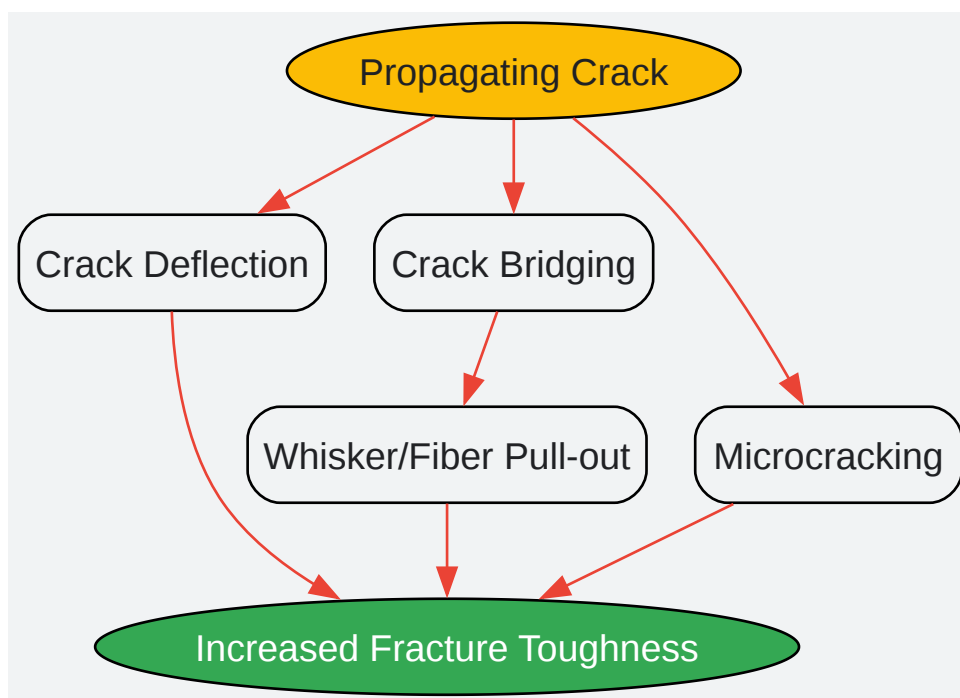 Propagating Crack
Crack Deflection
Crack Bridging
Whisker/Fiber Pull-out
Microcracking
Increased Fracture Toughness